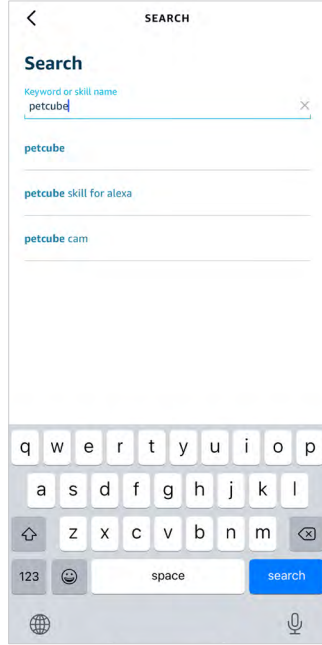 SEARCH
Search
Keyword or skill name
petcube
petcube
petcube skill for alexa
petcube cam
q w e r t y u i o p
a s d f g h j k l
z x c v b n m
123 space search